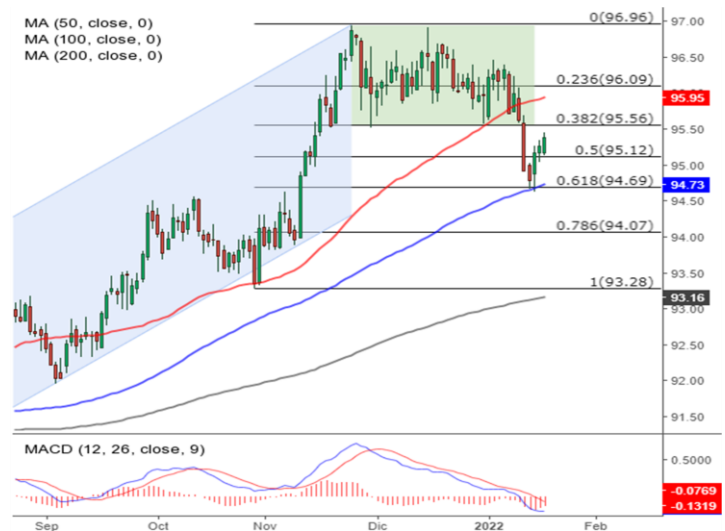 MA (50, close, 0)
MA (100, close, 0)
MA (200, close, 0)
0(96.96)
0.236(96.09)
0.382(95.56)
0.5(95.12)
0.618(94.69)
0.786(94.07)
1(93.28)
97.00
96.50
96.00
95.95
95.50
95.00
94.73
94.50
94.00
93.50
93.16
93.00
92.50
92.00
91.50
MACD (12, 26, close, 9)
0.5000
-0.0769
-0.1319
Sep
Oct
Nov
Dic
2022
Feb